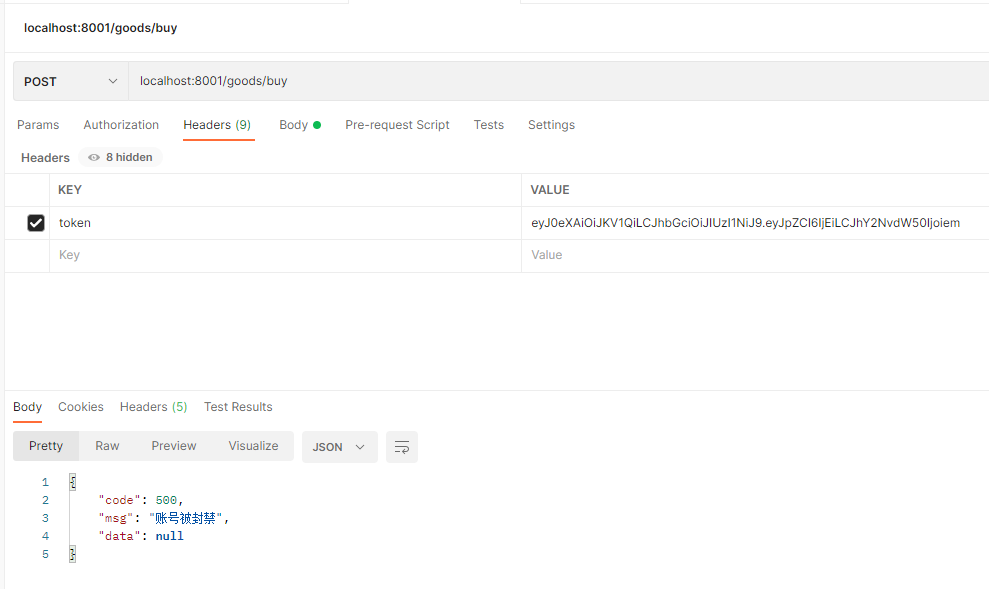 localhost:8001/goods/buy
POST localhost:8001/goods/buy
Params Authorization Headers (9) Body Pre-request Script Tests Settings
Headers 8 hidden
KEY VALUE
token eyJ0eXAiOiJKV1QiLCJhbGciOiJIUzI1NiJ9.eyJpZCI6IjEiLCJhY2NvdW50Ijoiem
Key Value
Body Cookies Headers (5) Test Results
Pretty Raw Preview Visualize JSON
1 {
2 "code": 500,
3 "msg": "账号被封禁",
4 "data": null
5 }